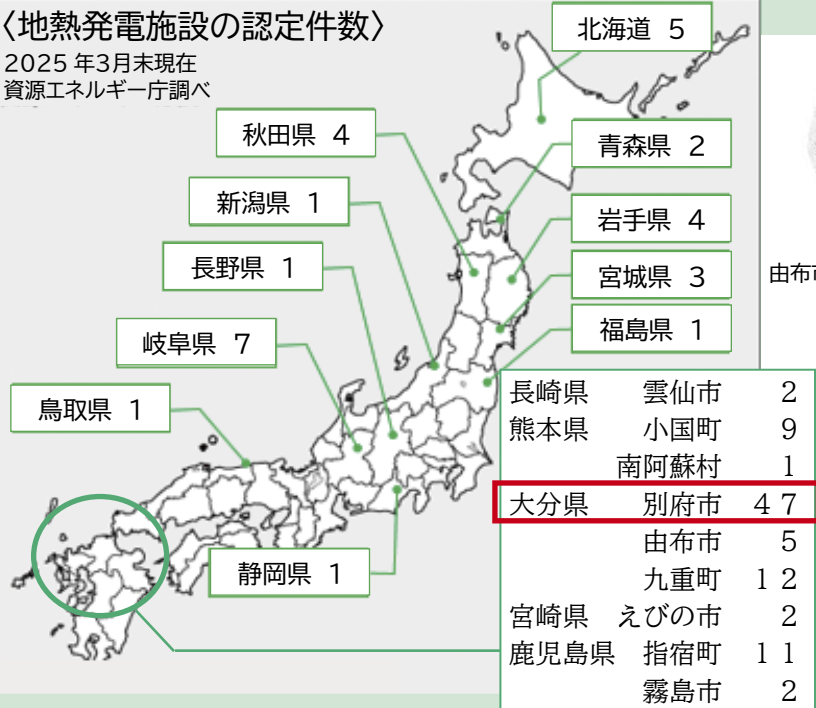 〈地熱発電施設の認定件数〉
2025 年3月末現在
資源エネルギー庁調べ
北海道 5
秋田県 4
青森県 2
新潟県 1
岩手県 4
長野県 1
宮城県 3
由布市
岐阜県 7
福島県 1
鳥取県 1
静岡県 1
長崎県 雲仙市 2
熊本県 小国町 9
南阿蘇村 1
大分県 別府市 47
由布市 5
九重町 12
宮崎県 えびの市 2
鹿児島県 指宿町 11
霧島市 2